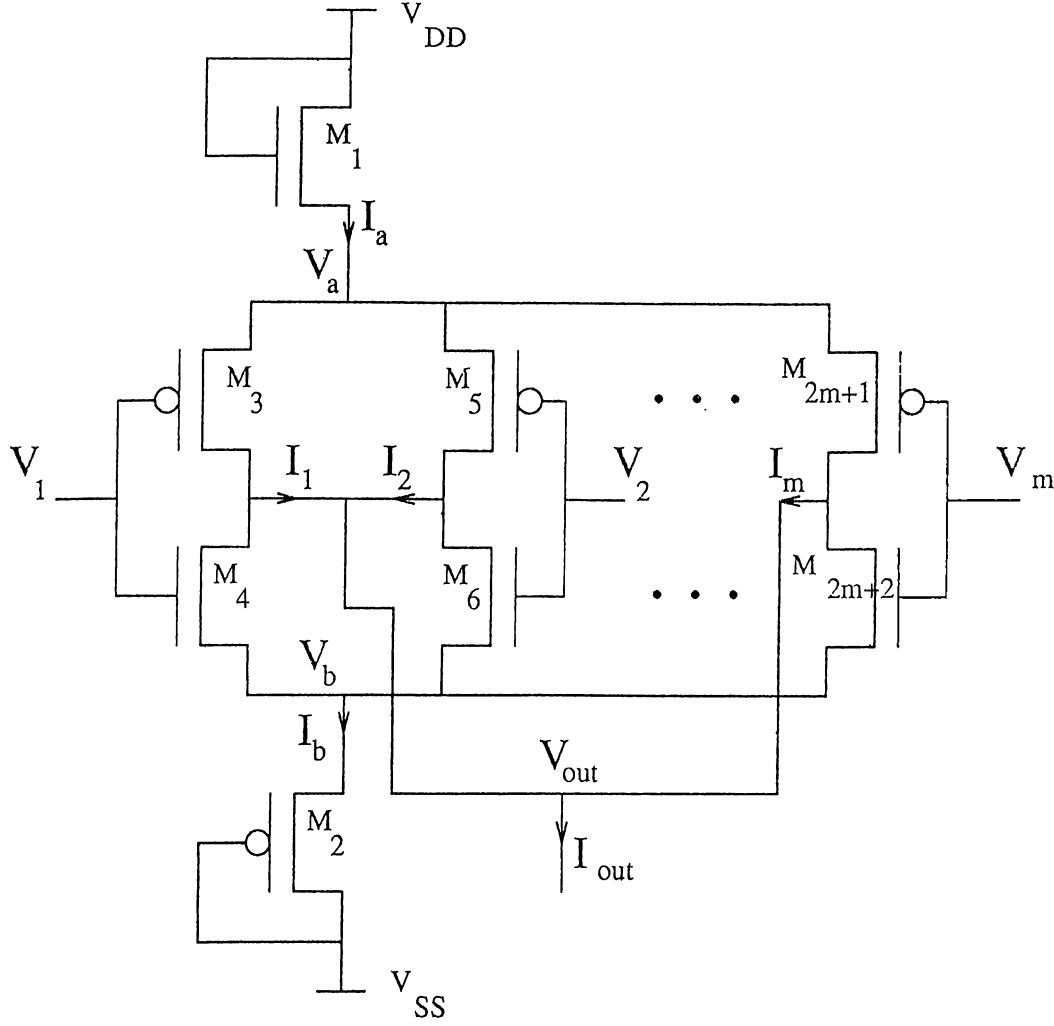 V DD
M 1
I a
V a
M 3
M 5
M 2m+1
V 1
I 1
I 2
V 2
I m
V m
M 4
M 6
M 2m+2
V b
I b
V out
M 2
I out
V SS